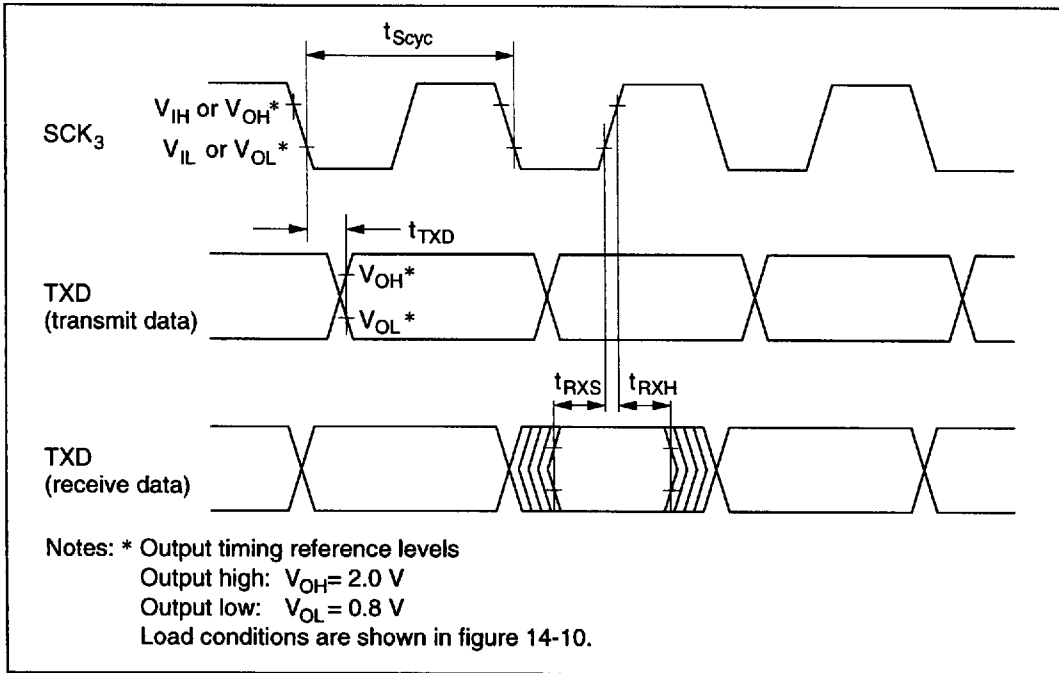 tScyc
VIH or VOH*
SCK3
VIL or VOL*
tTXD
VOH*
TXD
(transmit data)
VOL*
tRXS tRXH
TXD
(receive data)
Notes: * Output timing reference levels
Output high: VOH= 2.0 V
Output low: VOL= 0.8 V
Load conditions are shown in figure 14-10.